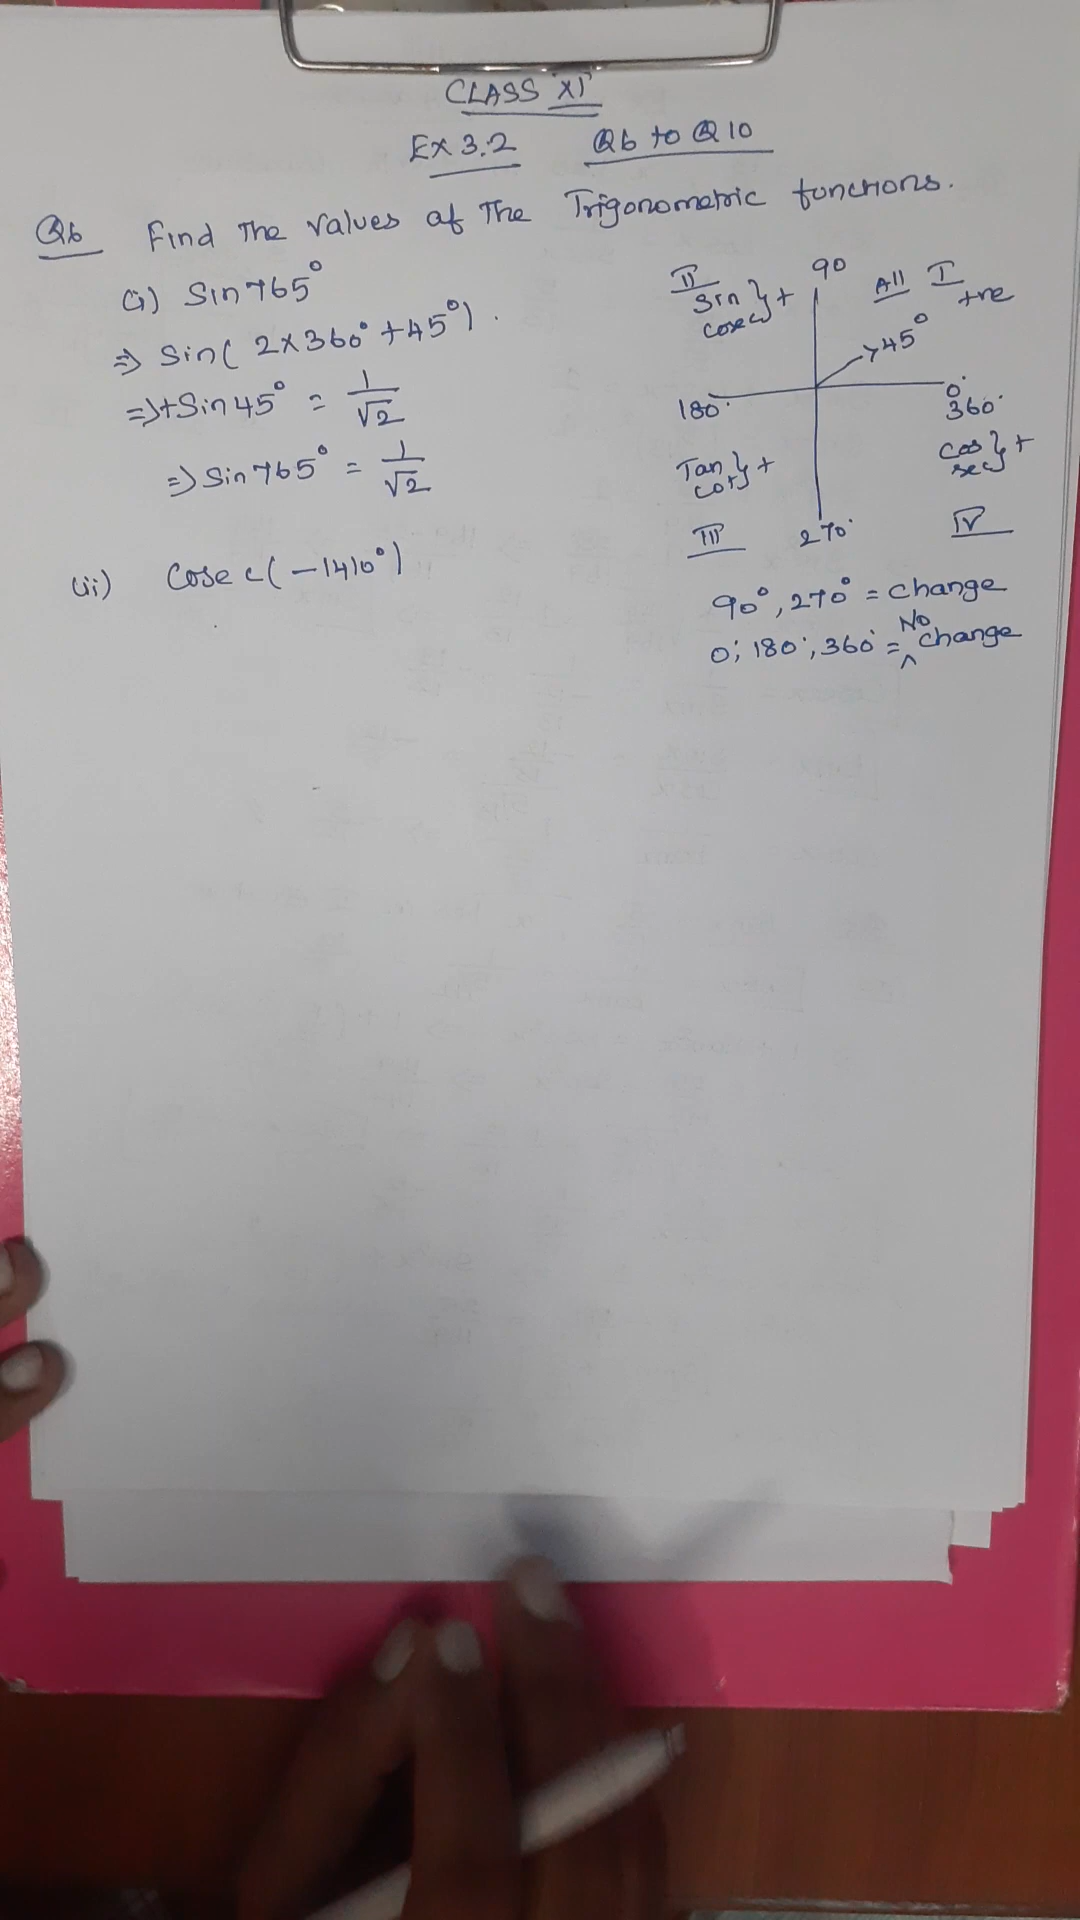 CLASS XI
EX 3.2 Q6 to Q10
Q6 Find The Values of The Trigonometric functions.
(i) Sin 765°
⇒ Sin( 2×360° +45°).
⇒+Sin 45° = 1/√2
⇒ Sin 765° = 1/√2
(ii) Cosec(-1410°)
90
II
Sin } +
cosec
All I
+ve
45°
180°
0°
360°
Tan } +
cot
cos } +
sec
III
270°
IV
90°, 270° = change
0°, 180°, 360° = No change